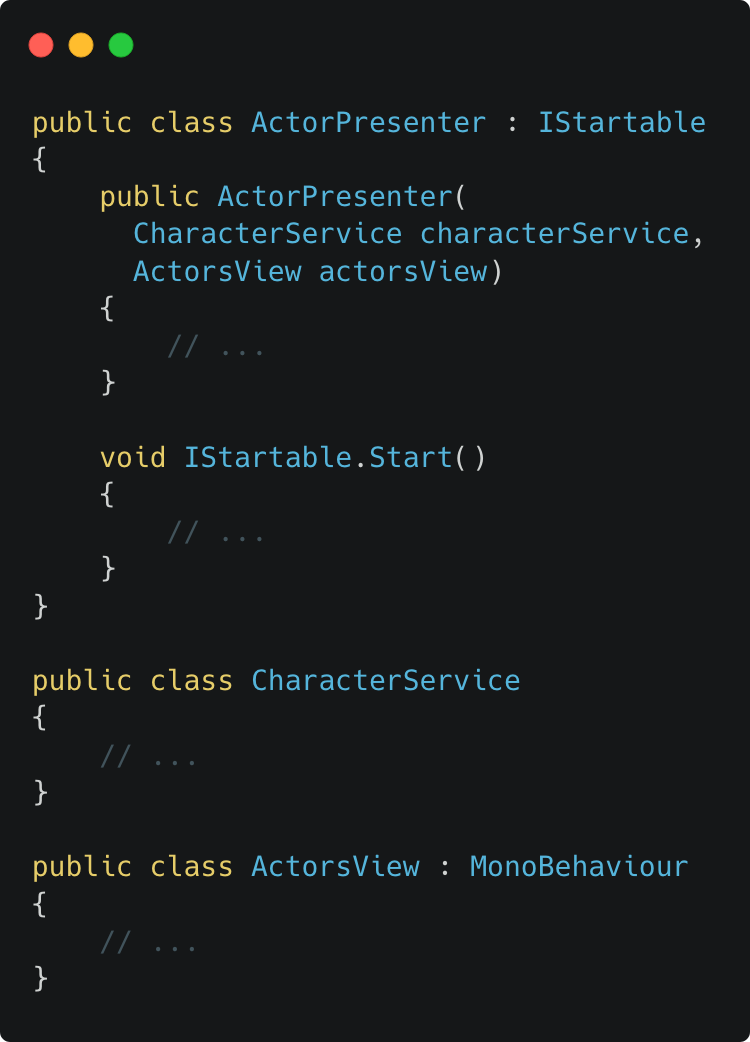 public class ActorPresenter : IStartable
{
    public ActorPresenter(
      CharacterService characterService,
      ActorsView actorsView)
    {
        // ...
    }

    void IStartable.Start()
    {
        // ...
    }
}

public class CharacterService
{
    // ...
}

public class ActorsView : MonoBehaviour
{
    // ...
}